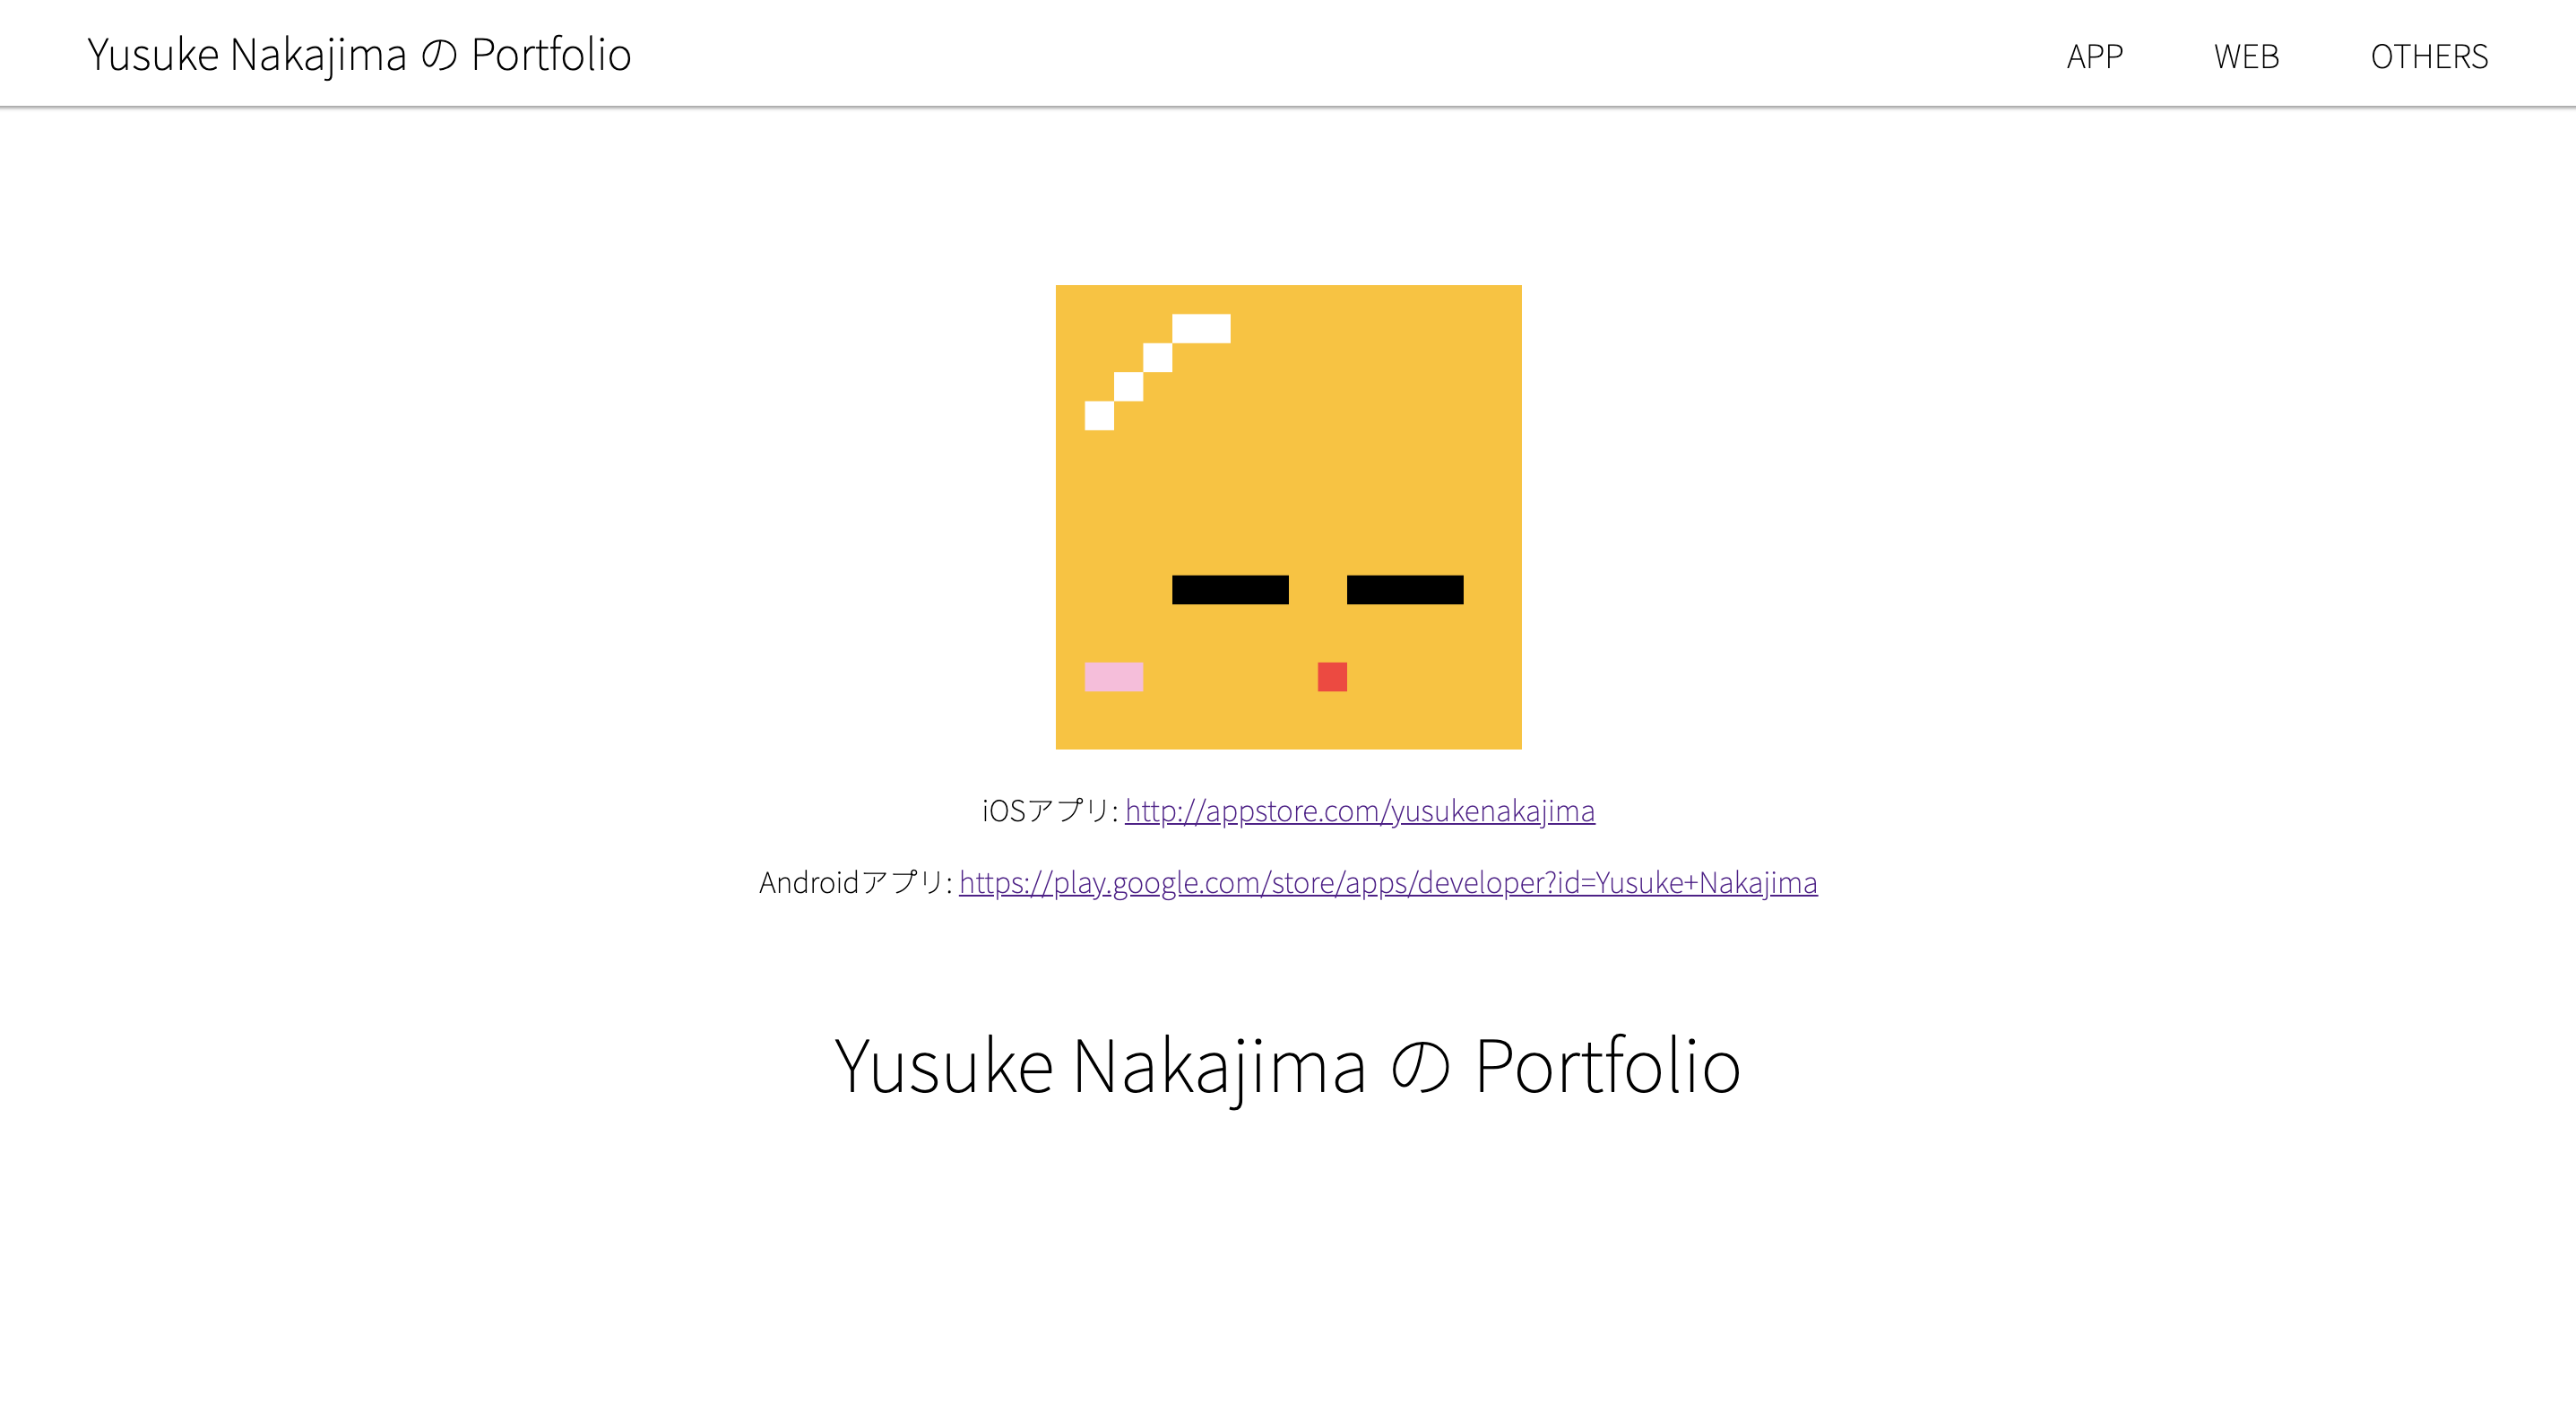 Yusuke Nakajima の Portfolio
APP WEB OTHERS
iOSアプリ: http://appstore.com/yusukenakajima
Androidアプリ: https://play.google.com/store/apps/developer?id=Yusuke+Nakajima
Yusuke Nakajima の Portfolio